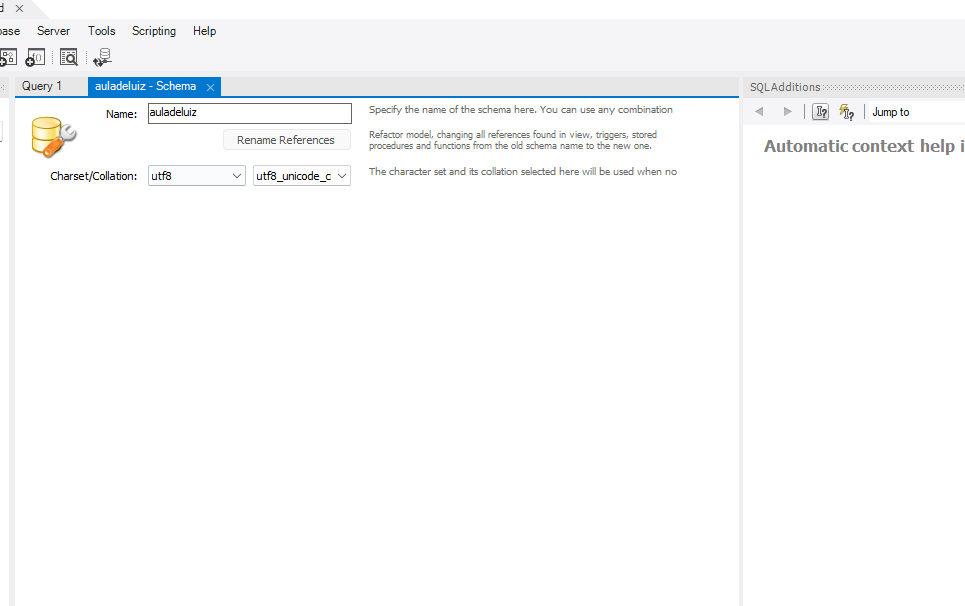 d
base Server Tools Scripting Help
Query 1 auladeluiz - Schema SQLAdditions
Name: auladeluiz Specify the name of the schema here. You can use any combination
Jump to
Rename References Refactor model, changing all references found in view, triggers, stored
procedures and functions from the old schema name to the new one.
Automatic context help i
Charset/Collation: utf8 utf8_unicode_c The character set and its collation selected here will be used when no